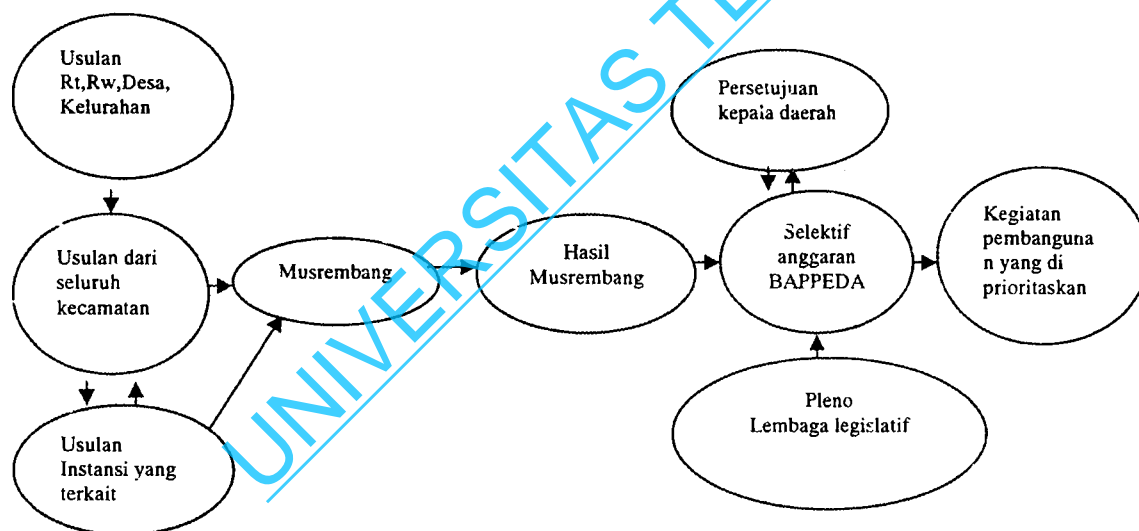 Usulan
Rt,Rw,Desa,
Kelurahan
Usulan dari
seluruh
kecamatan
Usulan
Instansi yang
terkait
Musrembang
Hasil
Musrembang
Persetujuan
kepala daerah
Selektif
anggaran
BAPPEDA
Pleno
Lembaga legislatif
Kegiatan
pembanguna
n yang di
prioritaskan
UNIVERSITAS TE